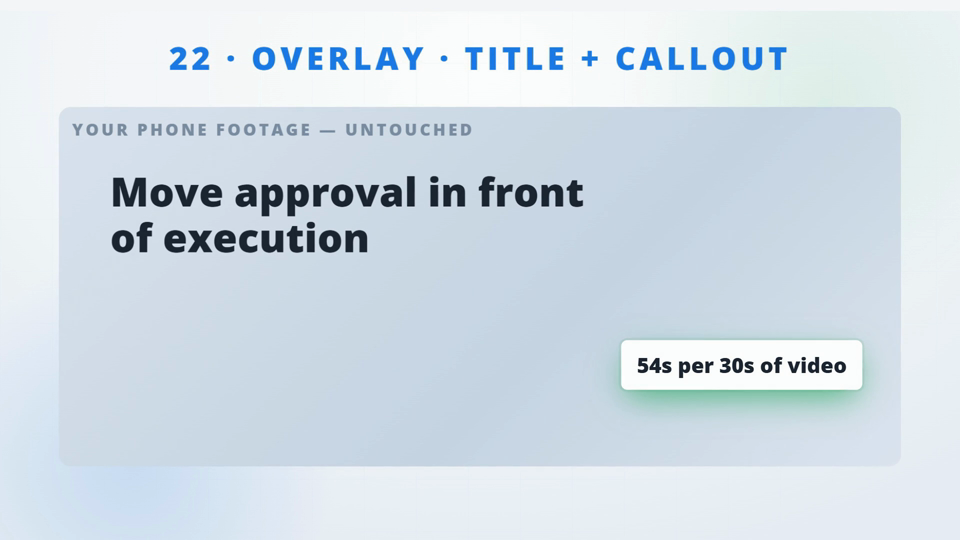 22 · OVERLAY · TITLE + CALLOUT
YOUR PHONE FOOTAGE — UNTOUCHED
Move approval in front
of execution
54s per 30s of video